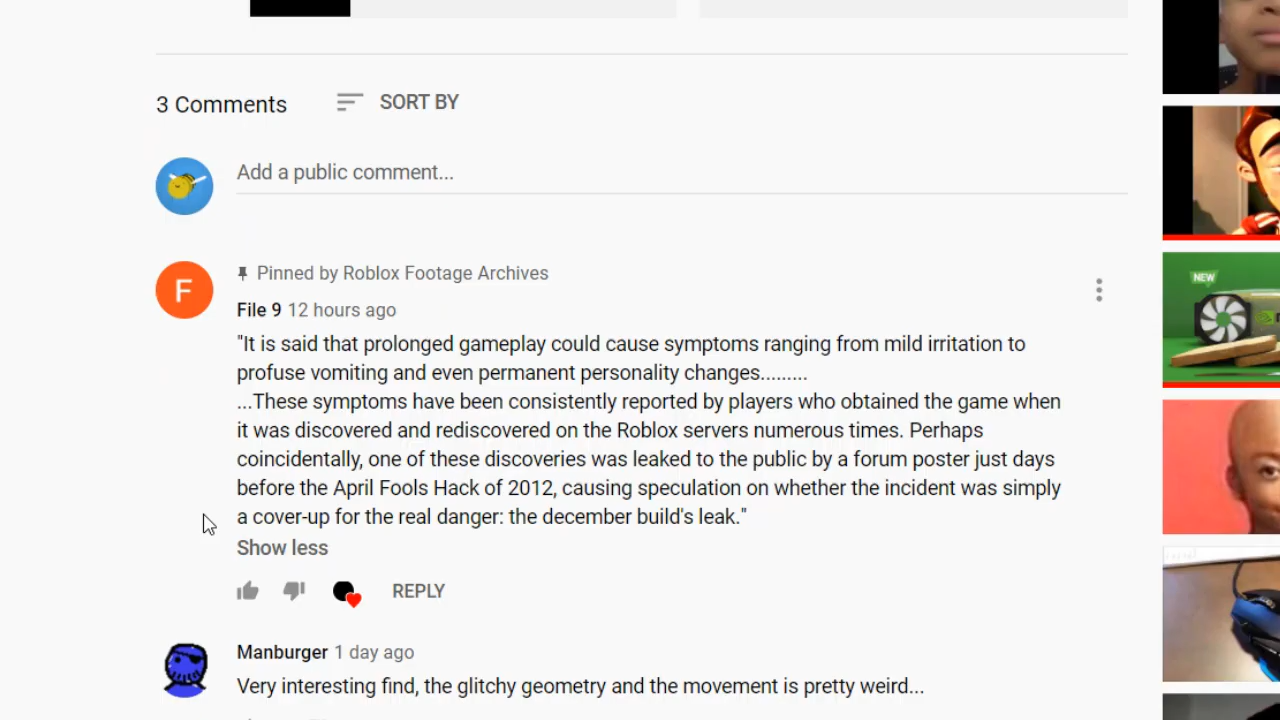 3 Comments
SORT BY
Add a public comment...
Pinned by Roblox Footage Archives
F
File 9 12 hours ago
"It is said that prolonged gameplay could cause symptoms ranging from mild irritation to
profuse vomiting and even permanent personality changes.........
...These symptoms have been consistently reported by players who obtained the game when
it was discovered and rediscovered on the Roblox servers numerous times. Perhaps
coincidentally, one of these discoveries was leaked to the public by a forum poster just days
before the April Fools Hack of 2012, causing speculation on whether the incident was simply
a cover-up for the real danger: the december build's leak."
Show less
REPLY
Manburger 1 day ago
Very interesting find, the glitchy geometry and the movement is pretty weird...
NEW